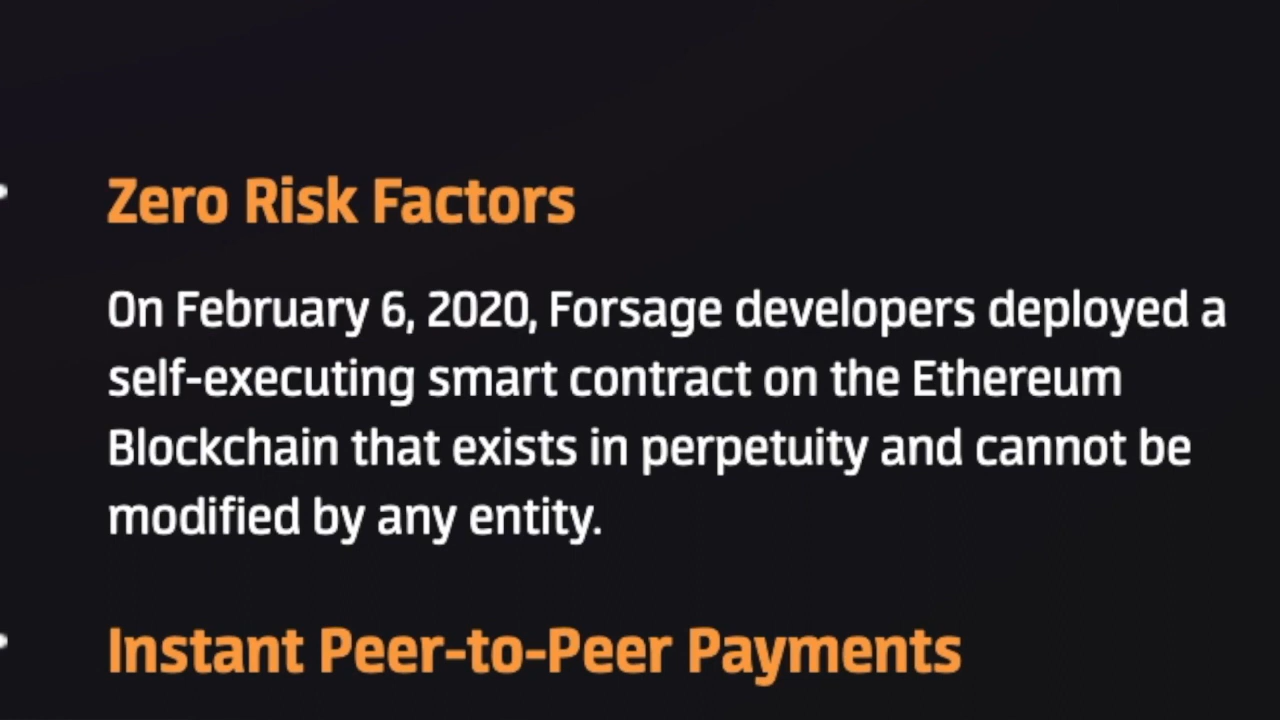 Zero Risk Factors
On February 6, 2020, Forsage developers deployed a
self-executing smart contract on the Ethereum
Blockchain that exists in perpetuity and cannot be
modified by any entity.
Instant Peer-to-Peer Payments